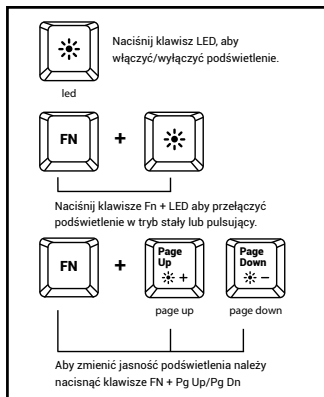 Naciśnij klawisz LED, aby
włączyć/wyłączyć podświetlenie.
led
FN + 
Naciśnij klawisze Fn + LED aby przełączyć
podświetlenie w tryb stały lub pulsujący.
FN + Page Up + Page Down -
page up page down
Aby zmienić jasność podświetlenia należy
nacisnąć klawisze FN + Pg Up/Pg Dn